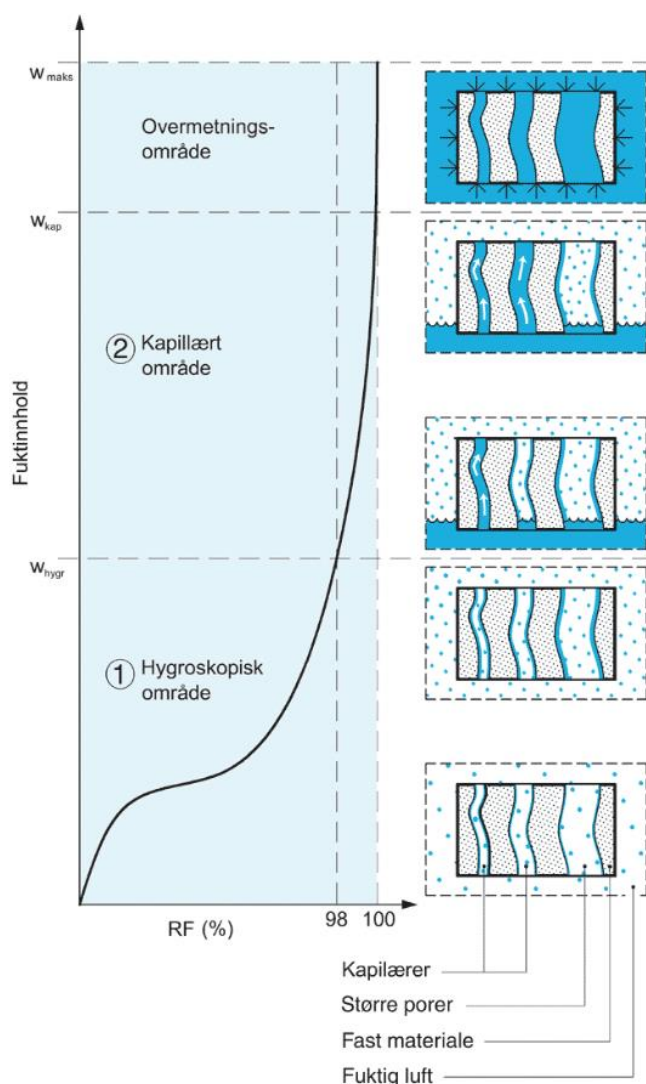 W maks
Overmetnings-
område
W kap
② Kapillært
område
Fuktinnhold
W hygr
① Hygroskopisk
område
98 100
RF (%)
Kapilærer
Større porer
Fast materiale
Fuktig luft